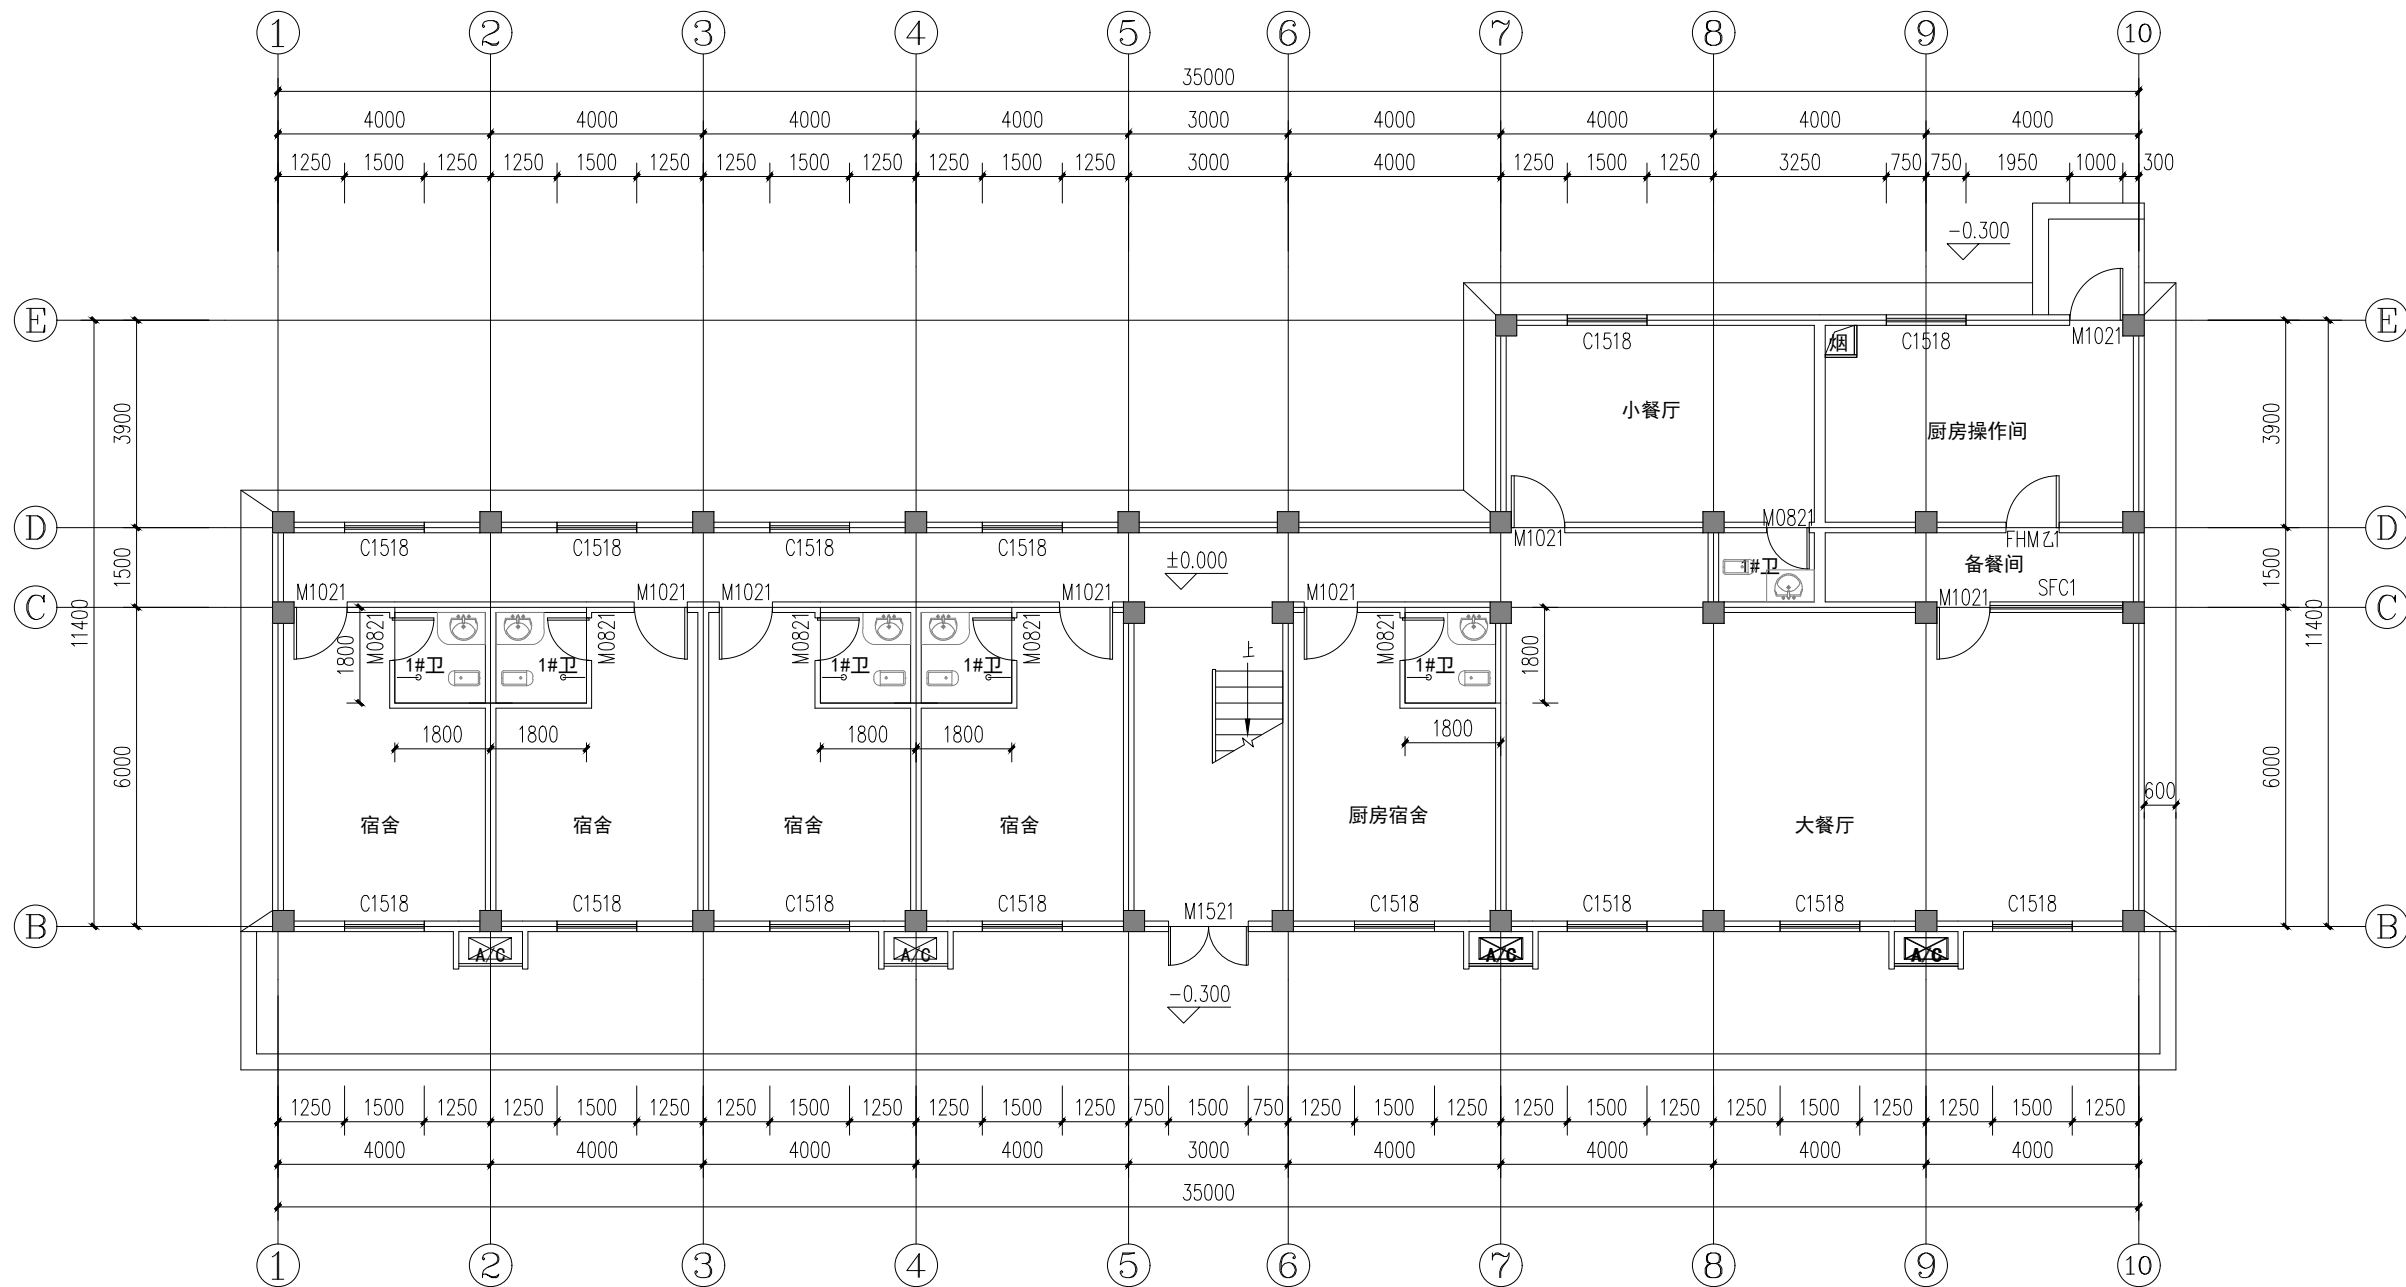 1 2 3 4 5 6 7 8 9 10
35000
4000 4000 4000 4000 3000 4000 4000 4000 4000
1250 1500 1250 1250 1500 1250 1250 1500 1250 1250 1500 1250 3000 4000 1250 1500 1250 3250 750 750 1950 1000 300
-0.300
E E
C1518 烟 C1518 M1021
3900 小餐厅 厨房操作间 3900
D M0821 D
C1518 C1518 C1518 C1518 M1021 FHM乙1
1500 ±0.000 1#卫 备餐间 1500
M1021 M1021 M1021 M1021 M1021 M1021 SFC1
C C
11400 11400
1800 M0821 M0821 M0821 M0821 上 M0821 1800
1#卫 1#卫 1#卫 1#卫 1#卫
1800 1800 1800 1800 1800
6000 6000
600
宿舍 宿舍 宿舍 宿舍 厨房宿舍 大餐厅
C1518 C1518 C1518 C1518 M1521 C1518 C1518 C1518 C1518
B B
A/C A/C A/C A/C
-0.300
1250 1500 1250 1250 1500 1250 1250 1500 1250 1250 1500 1250 750 1500 750 1250 1500 1250 1250 1500 1250 1250 1500 1250 1250 1500 1250
4000 4000 4000 4000 3000 4000 4000 4000 4000
35000
1 2 3 4 5 6 7 8 9 10